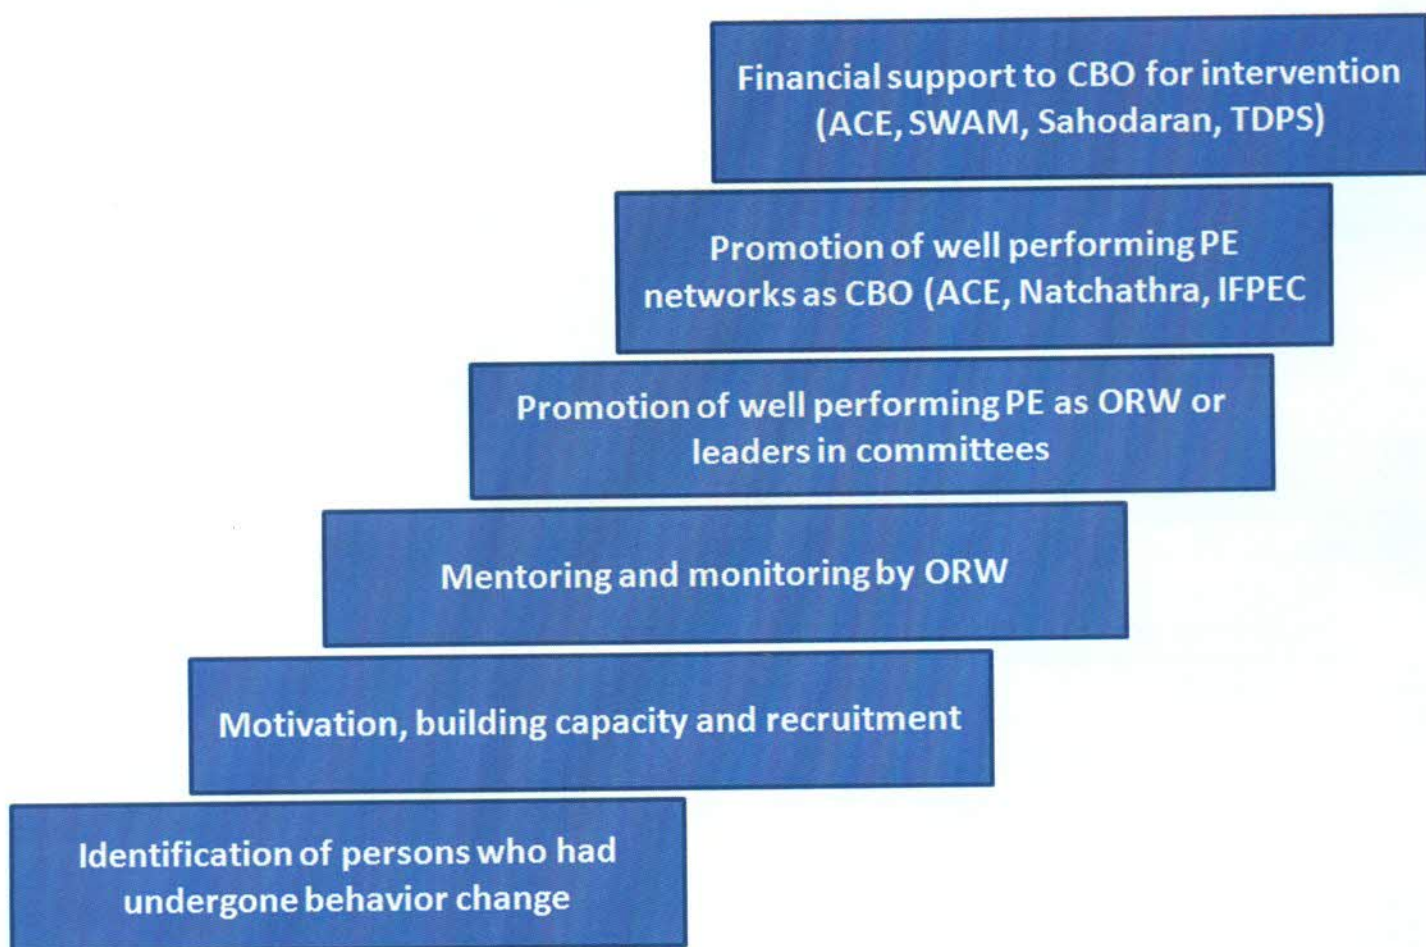 Financial support to CBO for intervention
(ACE, SWAM, Sahodaran, TDPS)
Promotion of well performing PE
networks as CBO (ACE, Natchathra, IFPEC
Promotion of well performing PE as ORW or
leaders in committees
Mentoring and monitoring by ORW
Motivation, building capacity and recruitment
Identification of persons who had
undergone behavior change